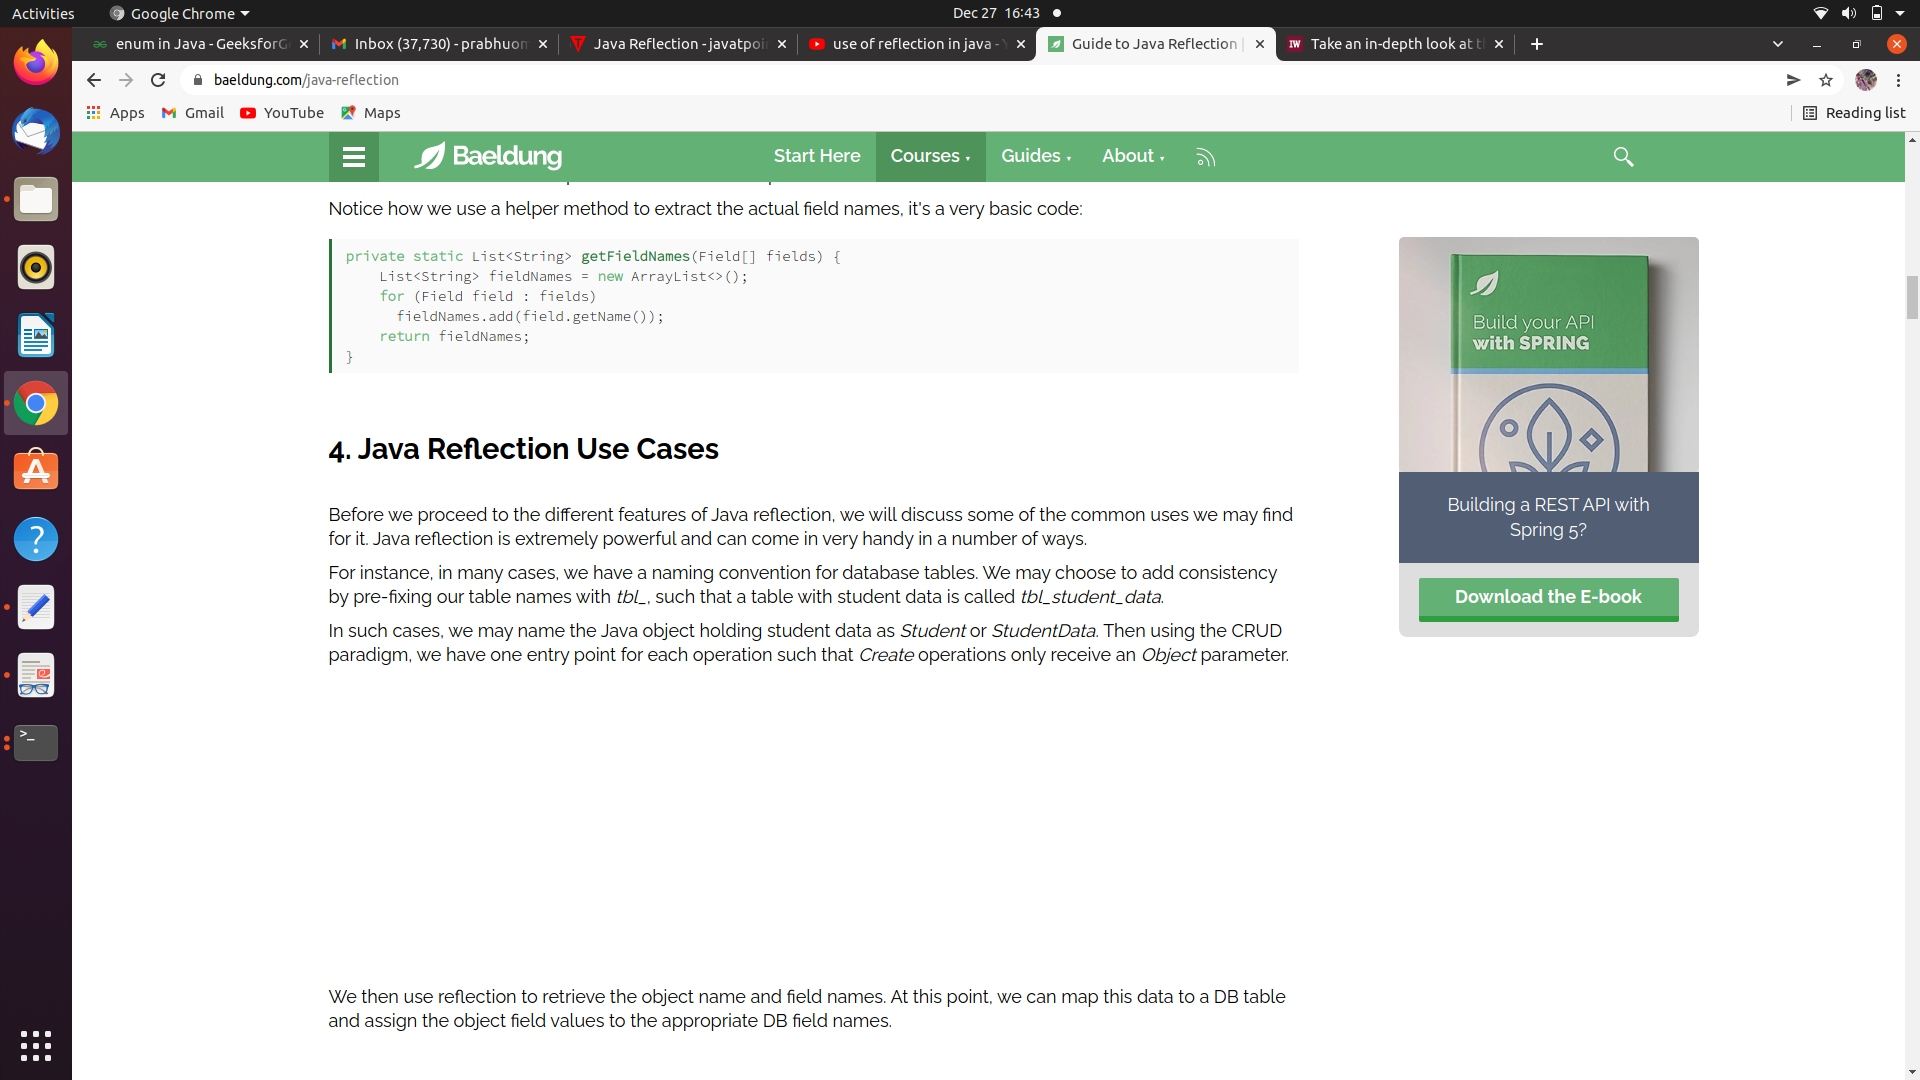 Activities
Google Chrome
Dec 27 16:43
enum in Java - GeeksforG
Inbox (37,730) - prabhuom
Java Reflection - javatpoi
use of reflection in java -
Guide to Java Reflection |
Take an in-depth look at t
baeldung.com/java-reflection
Apps
Gmail
YouTube
Maps
Reading list
Baeldung
Start Here
Courses
Guides
About
Notice how we use a helper method to extract the actual field names, it's a very basic code:
private static List<String> getFieldNames(Field[] fields) {
List<String> fieldNames = new ArrayList<>();
for (Field field : fields)
fieldNames.add(field.getName());
return fieldNames;
}
4. Java Reflection Use Cases
Before we proceed to the different features of Java reflection, we will discuss some of the common uses we may find
for it. Java reflection is extremely powerful and can come in very handy in a number of ways.
For instance, in many cases, we have a naming convention for database tables. We may choose to add consistency
by pre-fixing our table names with tbl_, such that a table with student data is called tbl_student_data.
In such cases, we may name the Java object holding student data as Student or StudentData. Then using the CRUD
paradigm, we have one entry point for each operation such that Create operations only receive an Object parameter.
We then use reflection to retrieve the object name and field names. At this point, we can map this data to a DB table
and assign the object field values to the appropriate DB field names.
Build your API
with SPRING
Building a REST API with
Spring 5?
Download the E-book